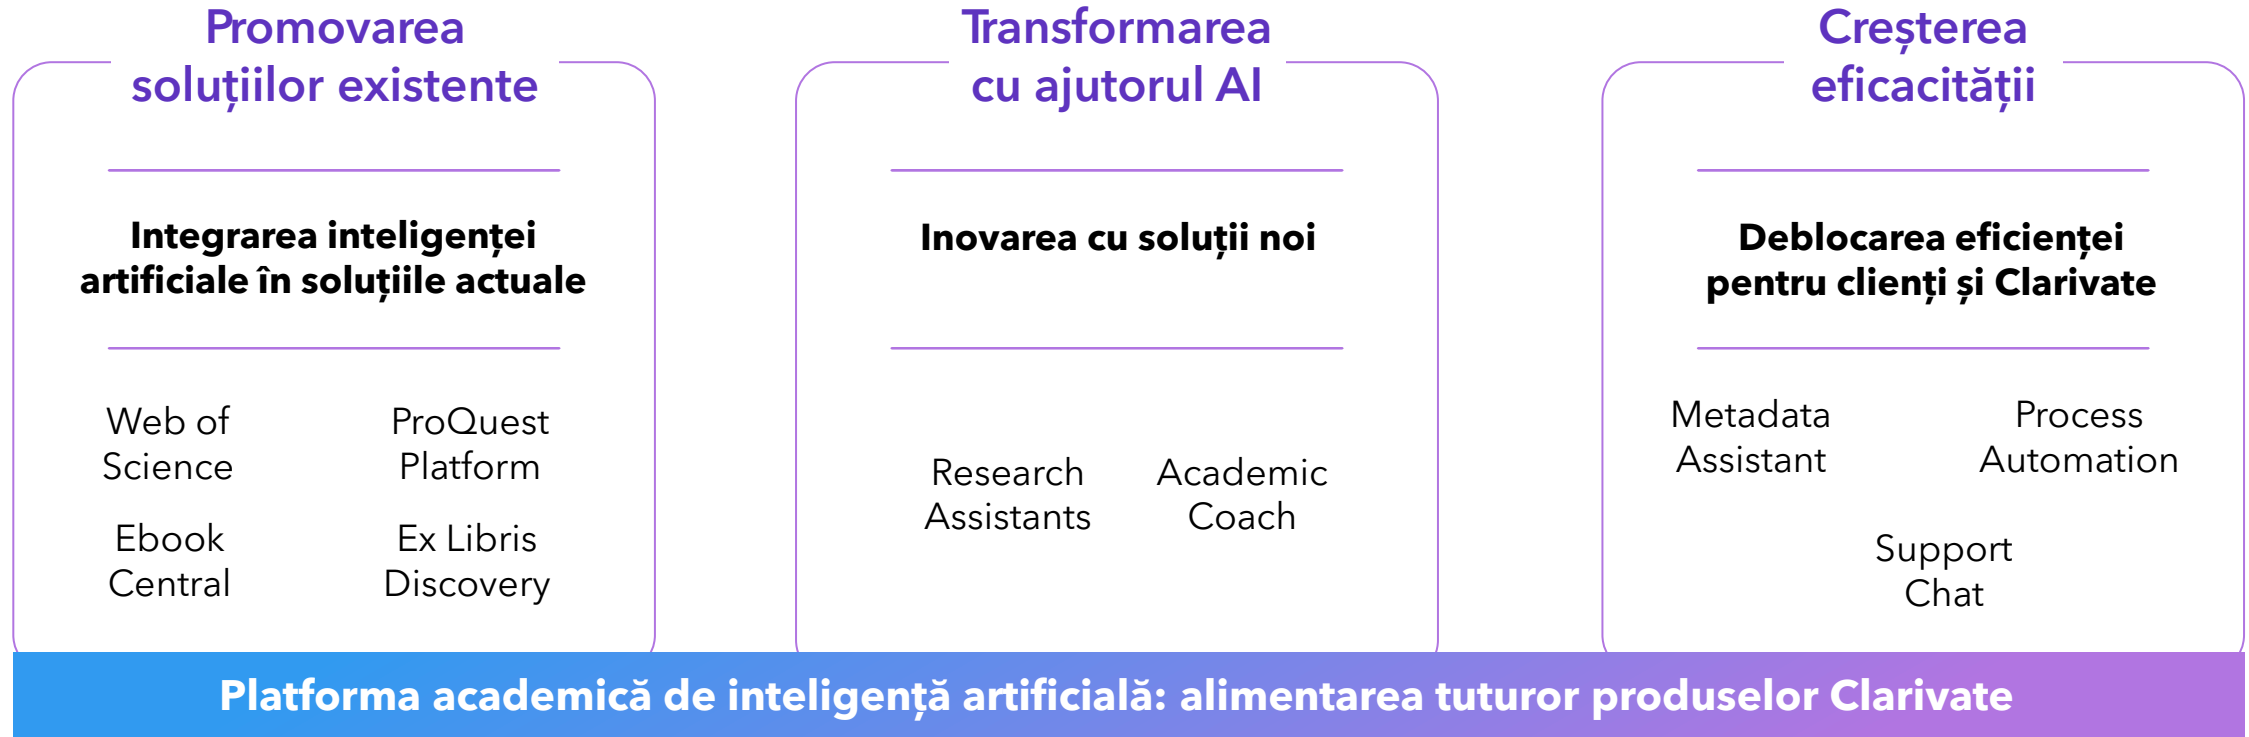 Promovarea
soluțiilor existente
Integrarea inteligenței
artificiale în soluțiile actuale
Web of
Science
ProQuest
Platform
Ebook
Central
Ex Libris
Discovery
Transformarea
cu ajutorul AI
Inovarea cu soluții noi
Research
Assistants
Academic
Coach
Creșterea
eficacității
Deblocarea eficienței
pentru clienți și Clarivate
Metadata
Assistant
Process
Automation
Support
Chat
Platforma academică de inteligență artificială: alimentarea tuturor produselor Clarivate